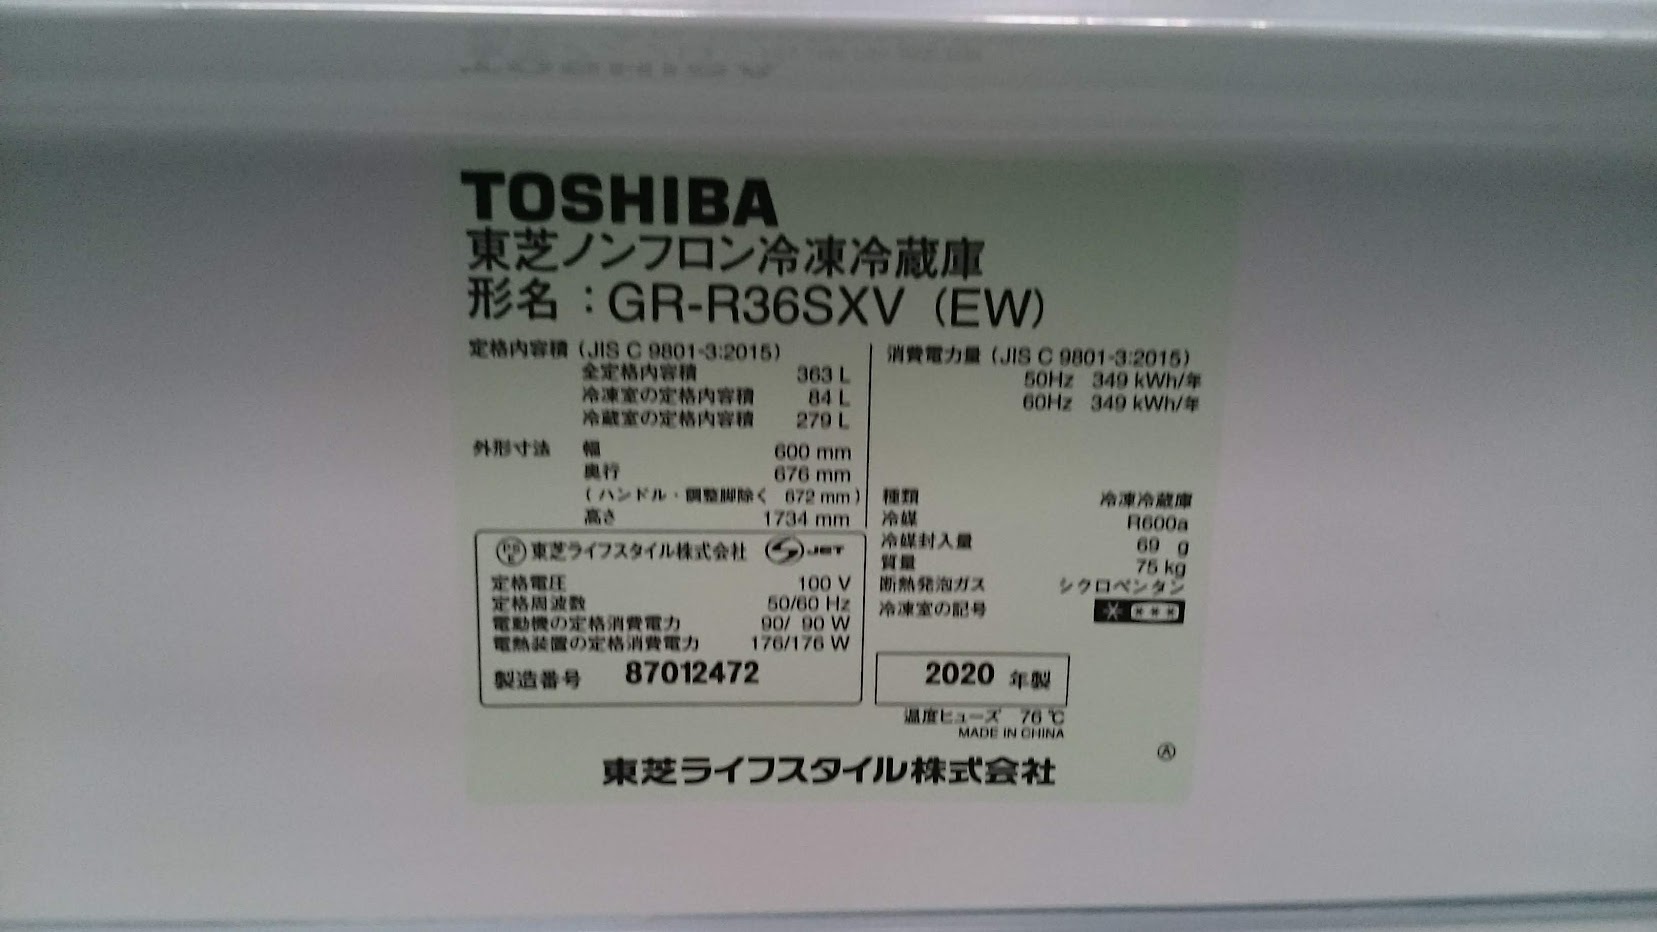 TOSHIBA
東芝ノンフロン冷凍冷蔵庫
形名：GR-R36SXV (EW)
定格内容積 (JIS C 9801-3:2015)
全定格内容積 363 L
冷凍室の定格内容積 84 L
冷蔵室の定格内容積 279 L
外形寸法 幅 600 mm
奥行 676 mm
(ハンドル・調整脚除く 672 mm)
高さ 1734 mm
東芝ライフスタイル株式会社 JET
定格電圧 100 V
定格周波数 50/60 Hz
電動機の定格消費電力 90/ 90 W
電熱装置の定格消費電力 176/176 W
製造番号 87012472
消費電力量 (JIS C 9801-3:2015)
50Hz 349 kWh/年
60Hz 349 kWh/年
種類 冷凍冷蔵庫
冷媒 R600a
冷媒封入量 69 g
質量 75 kg
断熱発泡ガス シクロペンタン
冷凍室の記号
2020 年製
温度ヒューズ 76 ℃
MADE IN CHINA
Ⓐ
東芝ライフスタイル株式会社